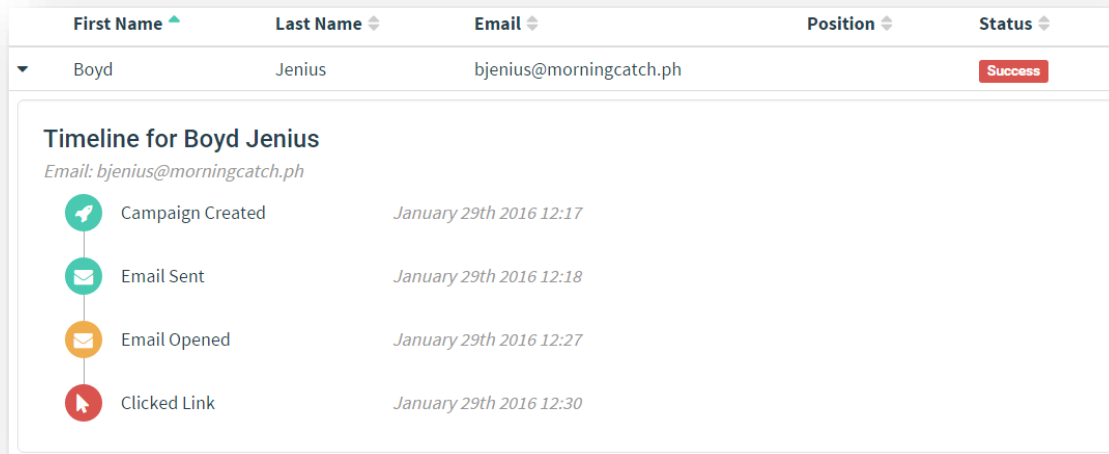 First Name Last Name Email Position Status
Boyd Jenius bjenius@morningcatch.ph Success
Timeline for Boyd Jenius
Email: bjenius@morningcatch.ph
Campaign Created January 29th 2016 12:17
Email Sent January 29th 2016 12:18
Email Opened January 29th 2016 12:27
Clicked Link January 29th 2016 12:30